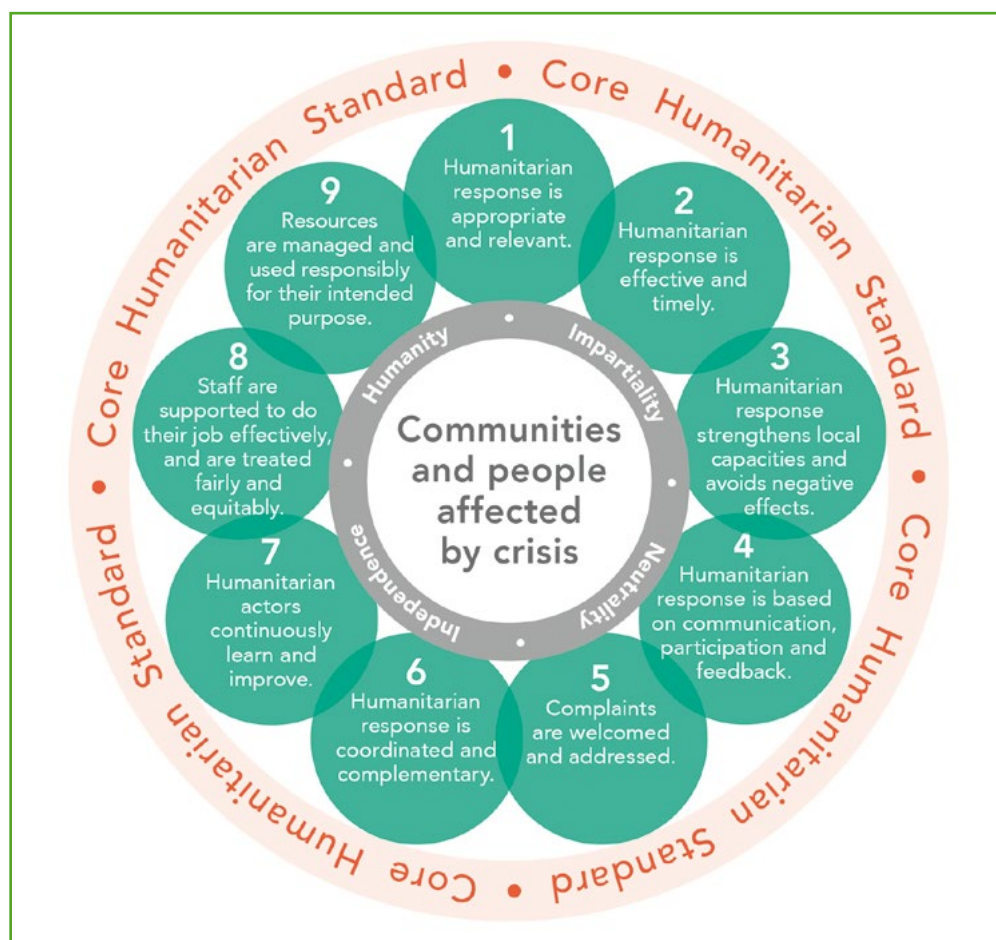 Core Humanitarian Standard • Core Humanitarian Standard • Core Humanitarian Standard • Core Humanitarian Standard • Core Humanitarian Standard •
1
Humanitarian
response is
appropriate
and relevant.
2
Humanitarian
response is
effective and
timely.
3
Humanitarian
response
strengthens local
capacities and
avoids negative
effects.
4
Humanitarian
response is based
on communication,
participation and
feedback.
5
Complaints
are welcomed
and addressed.
6
Humanitarian
response is
coordinated and
complementary.
7
Humanitarian
actors
continuously
learn and
improve.
8
Staff are
supported to do
their job effectively,
and are treated
fairly and
equitably.
9
Resources
are managed and
used responsibly
for their intended
purpose.
Humanity • Impartiality • Neutrality • Independence •
Communities
and people
affected
by crisis